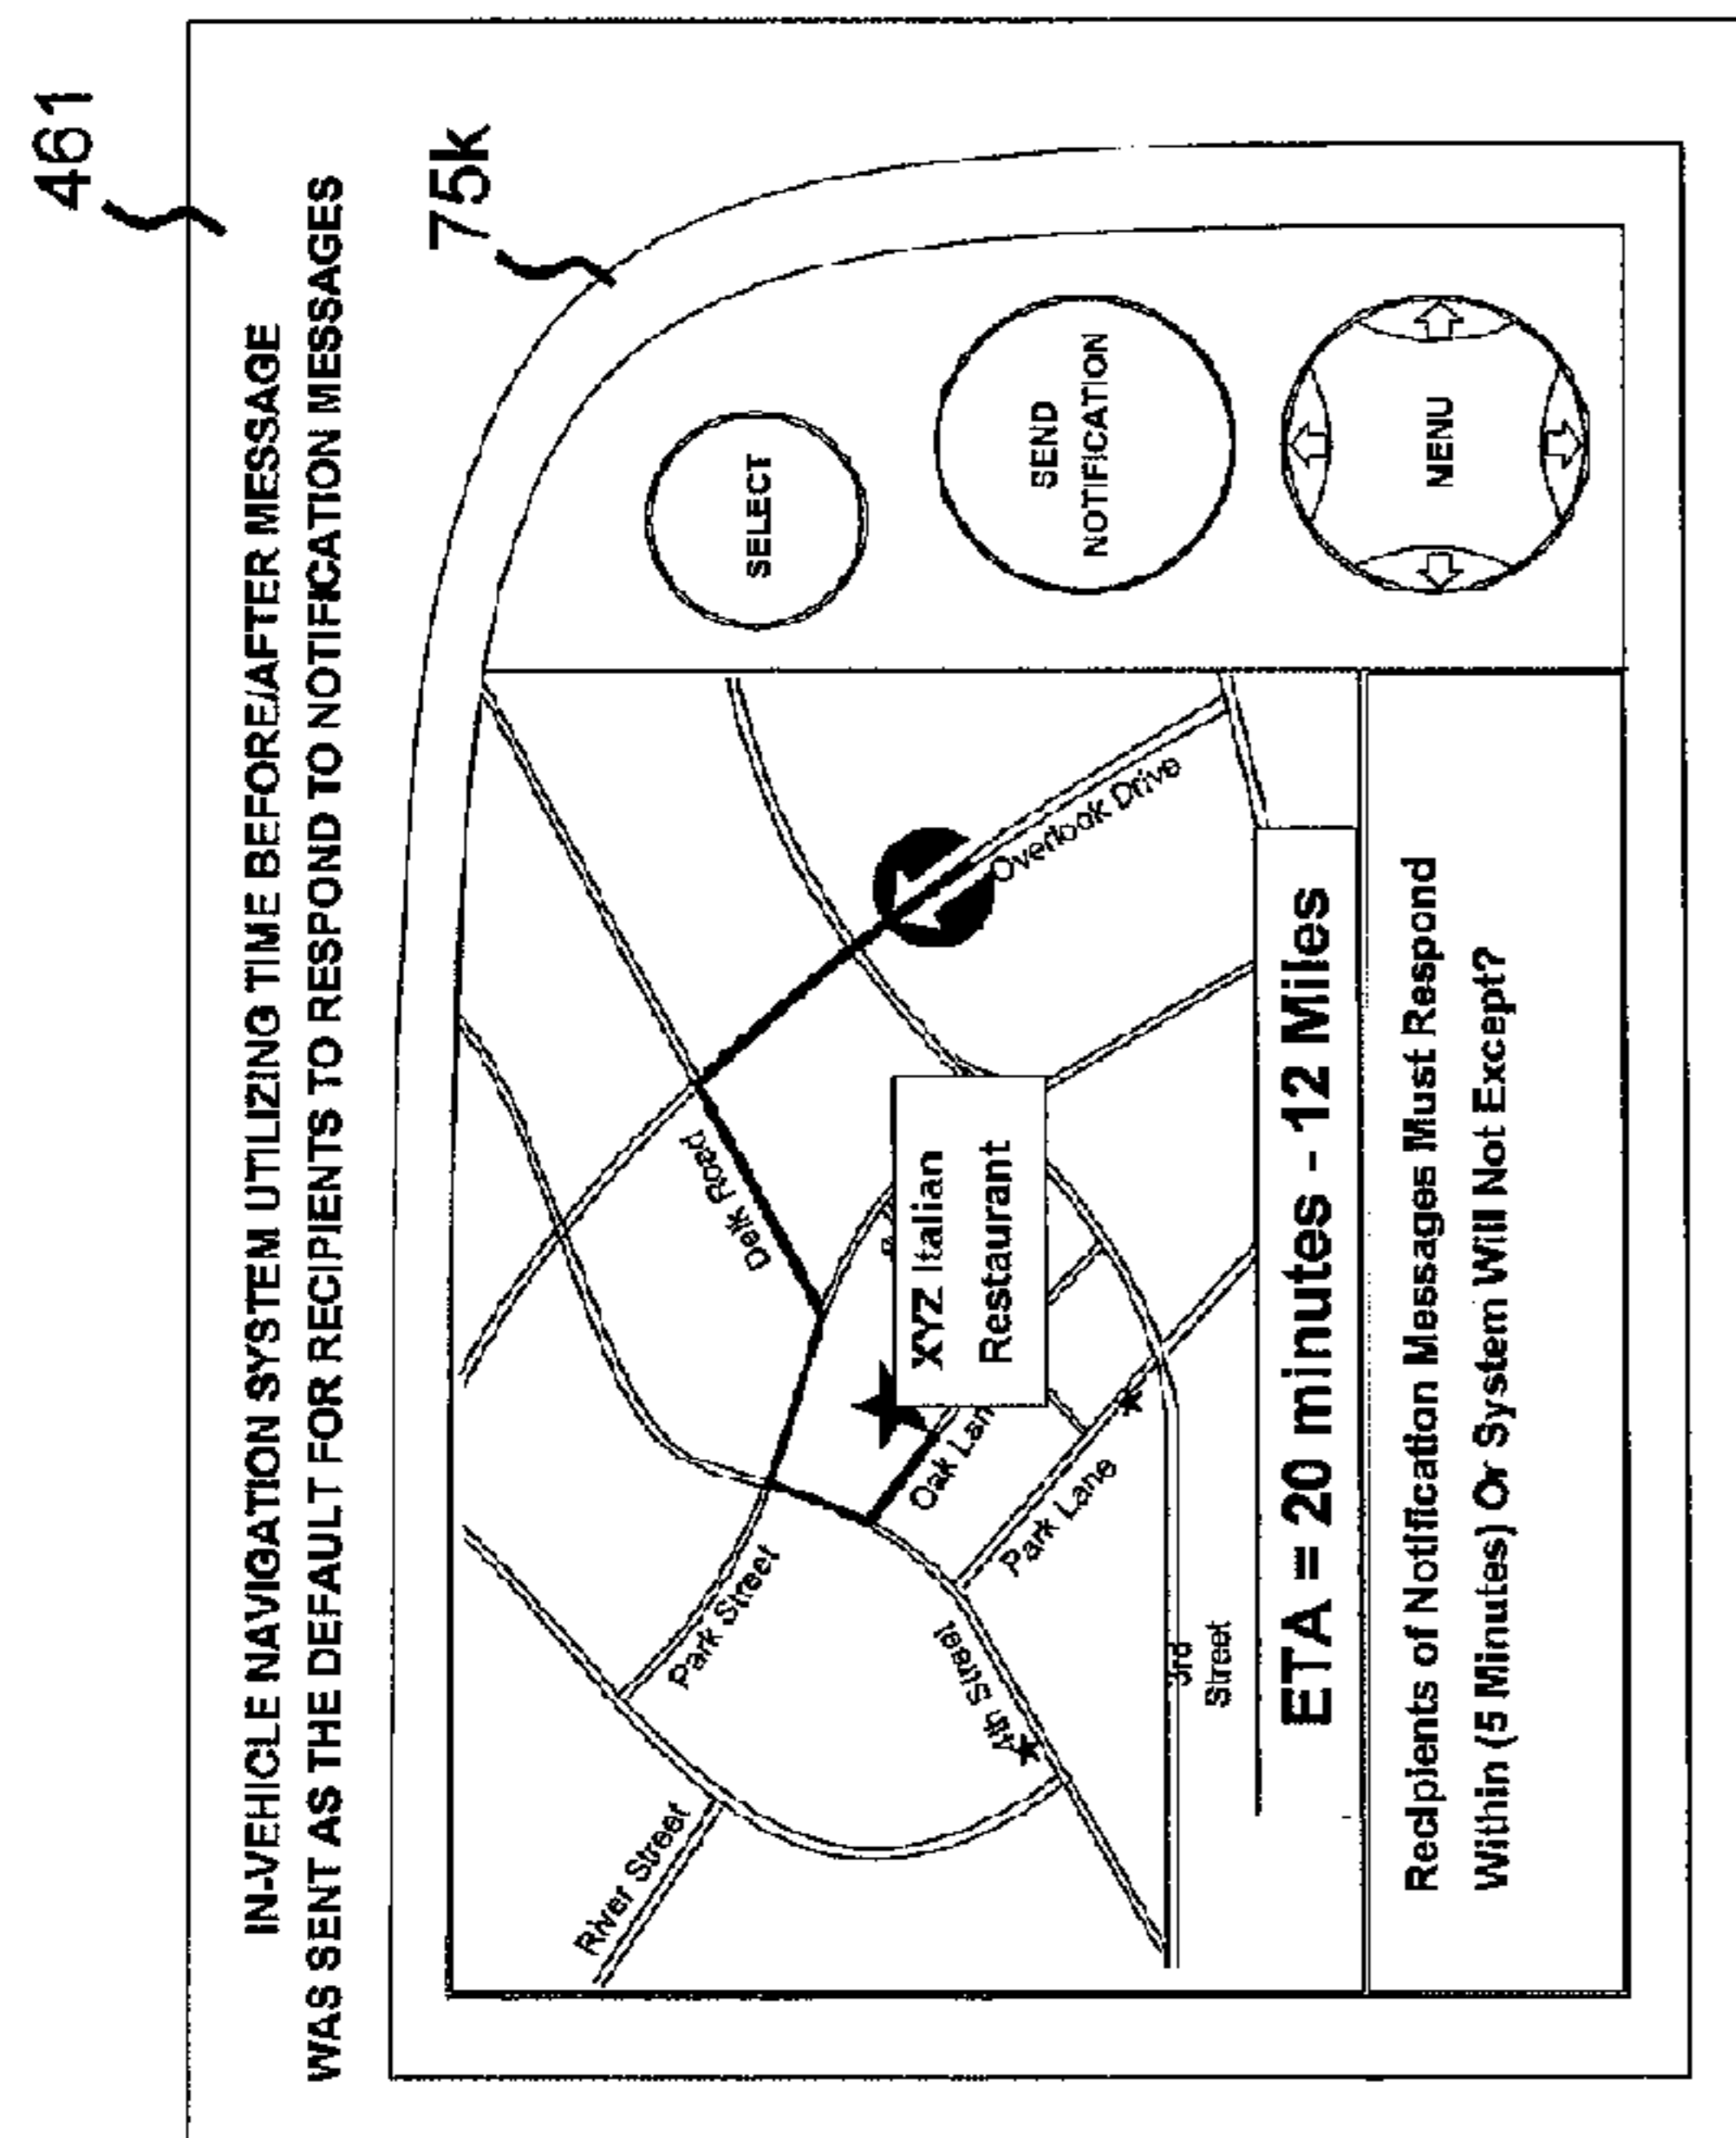 461
IN-VEHICLE NAVIGATION SYSTEM UTILIZING TIME BEFORE/AFTER MESSAGE
WAS SENT AS THE DEFAULT FOR RECIPIENTS TO RESPOND TO NOTIFICATION MESSAGES
75k
River Street
Park Street
Delk Road
XYZ Italian
Restaurant
Oak Lan
Park Lane
4th Street
3rd
Street
Overlook Drive
SELECT
SEND
NOTIFICATION
MENU
ETA = 20 minutes - 12 Miles
Recipients of Notification Messages Must Respond
Within (5 Minutes) Or System Will Not Except?